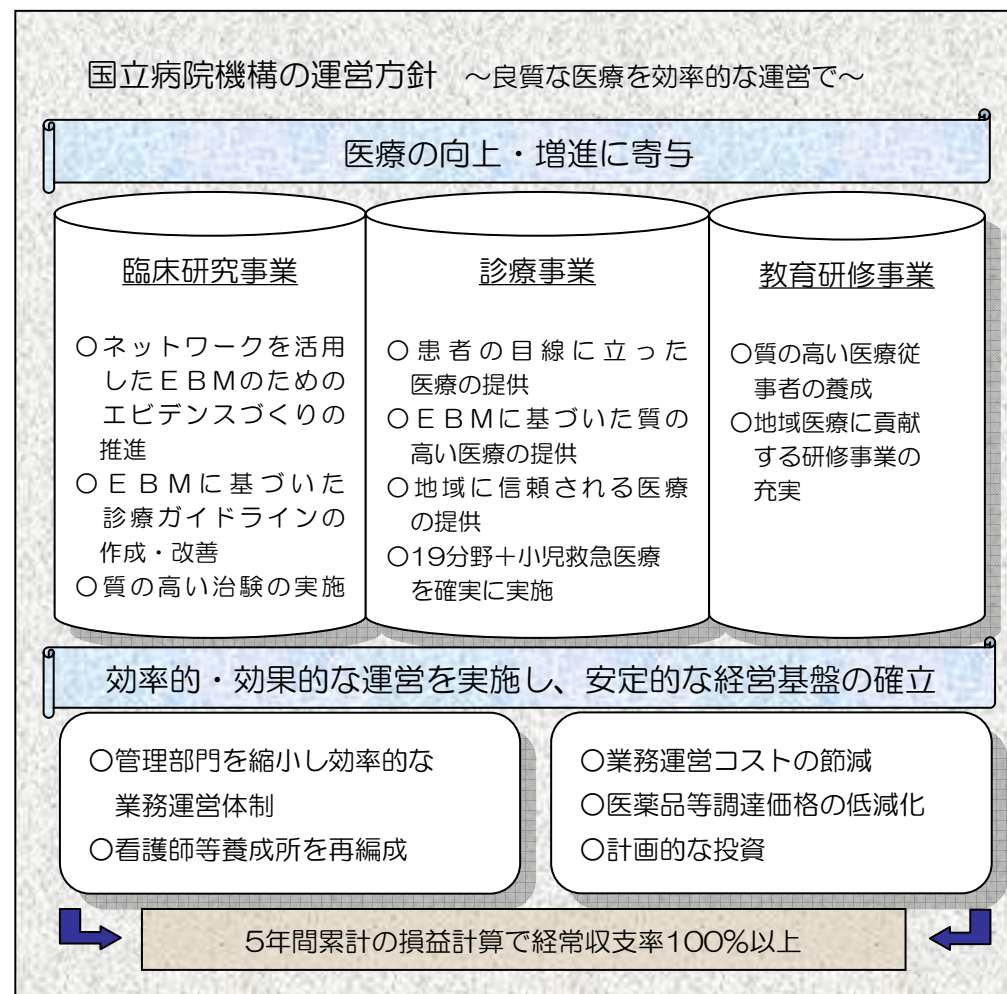 国立病院機構の運営方針 ～良質な医療を効率的な運営で～
医療の向上・増進に寄与
臨床研究事業
○ネットワークを活用
したＥＢＭのための
エビデンスづくりの
推進
○ＥＢＭに基づいた
診療ガイドラインの
作成・改善
○質の高い治験の実施
診療事業
○患者の目線に立った
医療の提供
○ＥＢＭに基づいた質の
高い医療の提供
○地域に信頼される医療
の提供
○19分野＋小児救急医療
を確実に実施
教育研修事業
○質の高い医療従
事者の養成
○地域医療に貢献
する研修事業の
充実
効率的・効果的な運営を実施し、安定的な経営基盤の確立
○管理部門を縮小し効率的な
業務運営体制
○看護師等養成所を再編成
○業務運営コストの節減
○医薬品等調達価格の低減化
○計画的な投資
5年間累計の損益計算で経常収支率100％以上